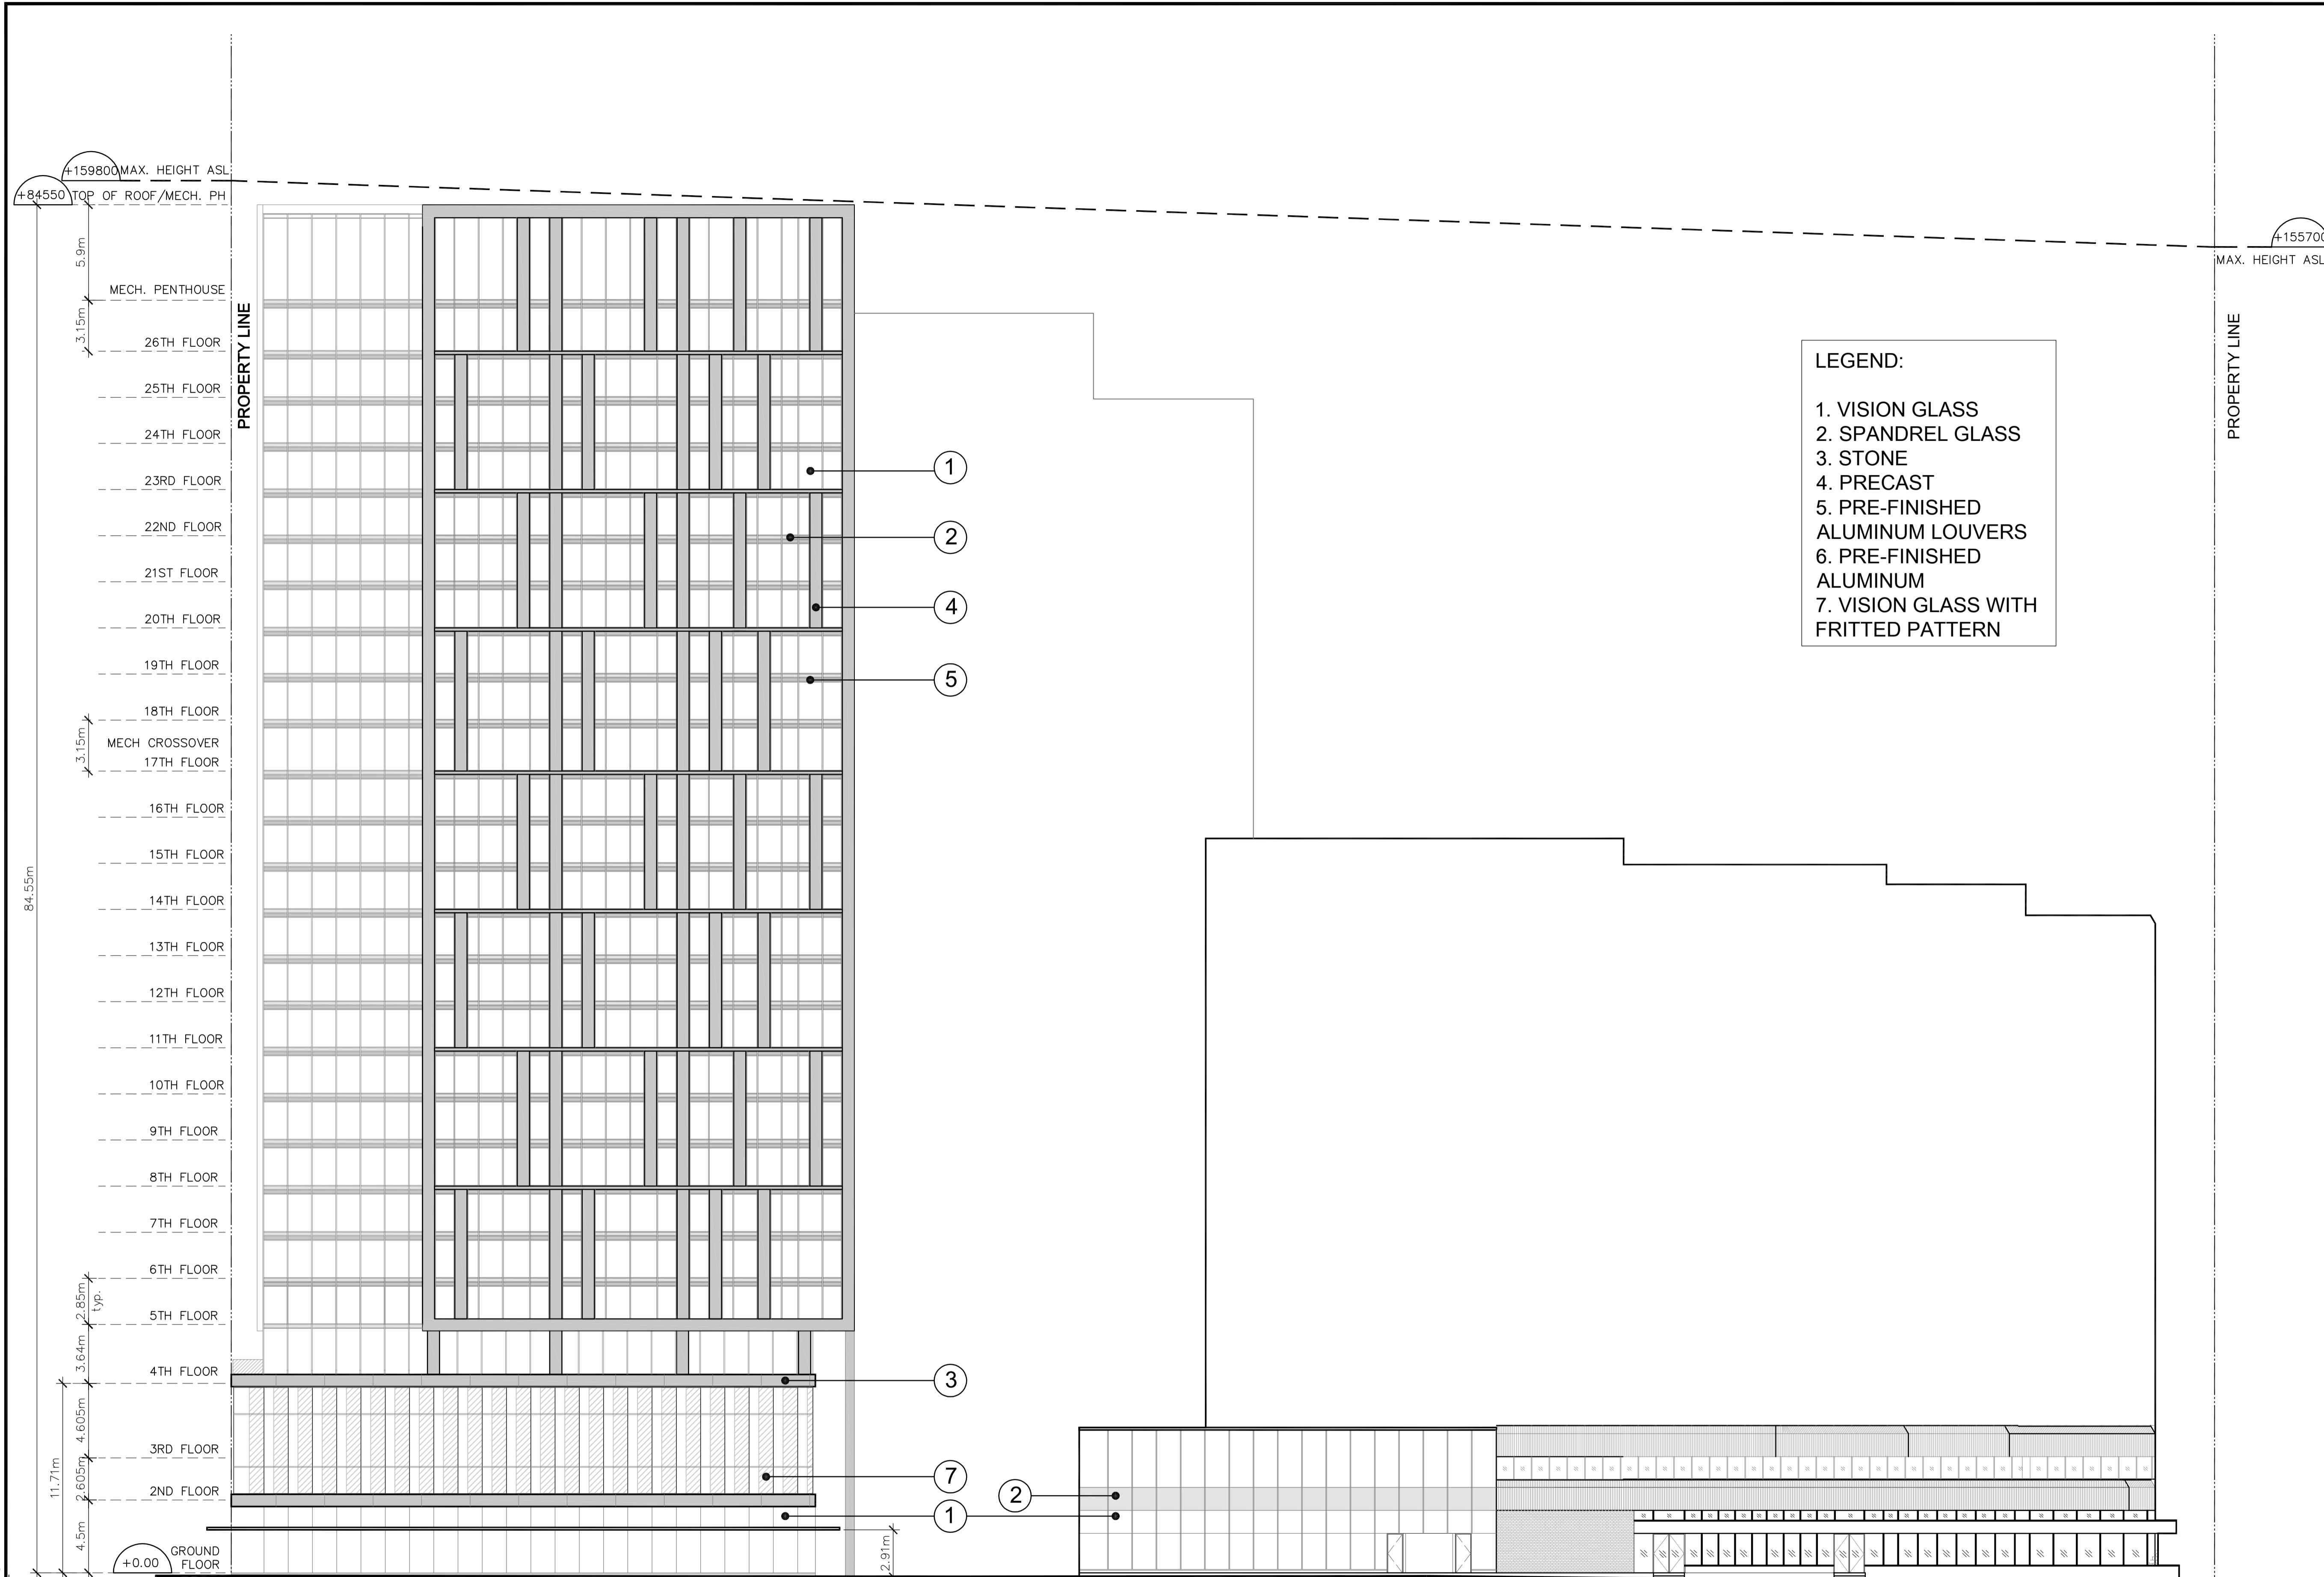 +159800 MAX. HEIGHT ASL
+84550 TOP OF ROOF/MECH. PH
+155700
MAX. HEIGHT ASL
5.9m
MECH. PENTHOUSE
3.15m
PROPERTY LINE
PROPERTY LINE
26TH FLOOR
25TH FLOOR
24TH FLOOR
23RD FLOOR
22ND FLOOR
21ST FLOOR
20TH FLOOR
19TH FLOOR
18TH FLOOR
3.15m
MECH CROSSOVER
17TH FLOOR
16TH FLOOR
15TH FLOOR
84.55m
14TH FLOOR
13TH FLOOR
12TH FLOOR
11TH FLOOR
10TH FLOOR
9TH FLOOR
8TH FLOOR
7TH FLOOR
6TH FLOOR
2.85m
typ.
5TH FLOOR
3.64m
4TH FLOOR
4.605m
3RD FLOOR
11.71m
2.605m
2ND FLOOR
4.5m
GROUND
FLOOR
+0.00
2.91m
1
2
4
5
3
7
2
1
LEGEND:
1. VISION GLASS
2. SPANDREL GLASS
3. STONE
4. PRECAST
5. PRE-FINISHED
ALUMINUM LOUVERS
6. PRE-FINISHED
ALUMINUM
7. VISION GLASS WITH
FRITTED PATTERN